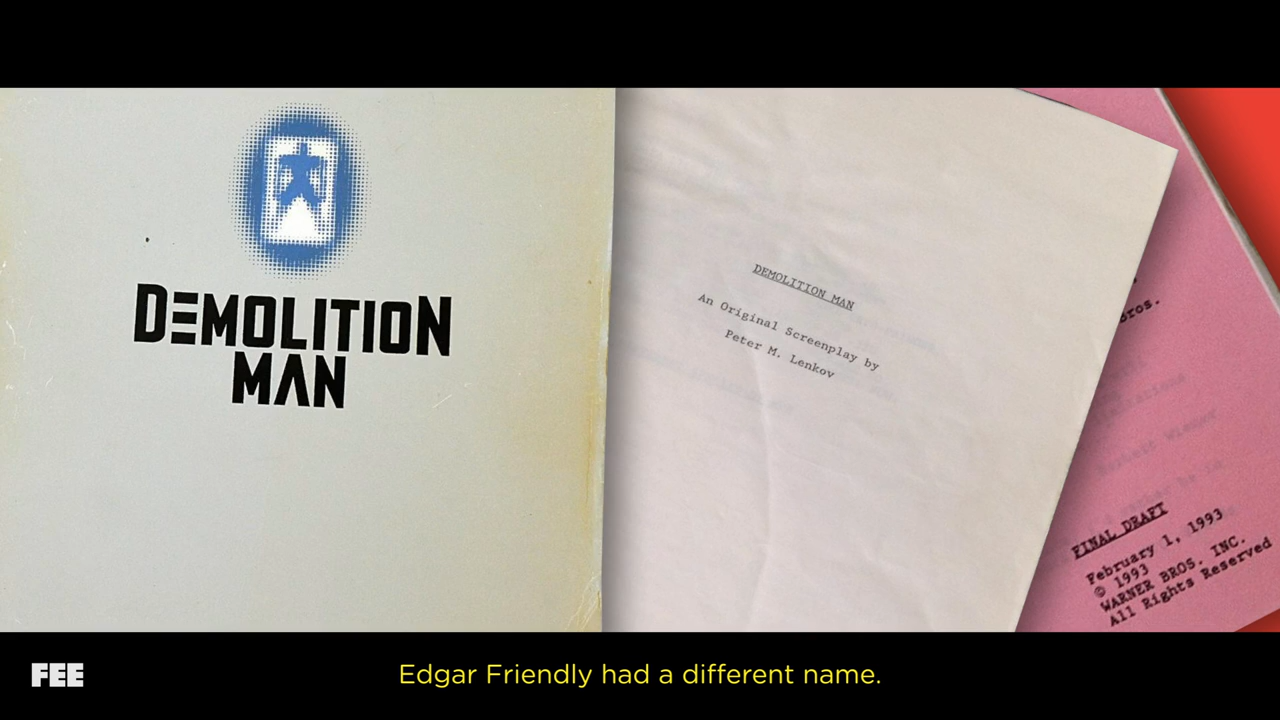 DEMOLITION
MAN
DEMOLITION MAN
An Original Screenplay by
Peter M. Lenkov
Bros.
FINAL DRAFT
February 1, 1993
© 1993
WARNER BROS. INC.
All Rights Reserved
FEE
Edgar Friendly had a different name.